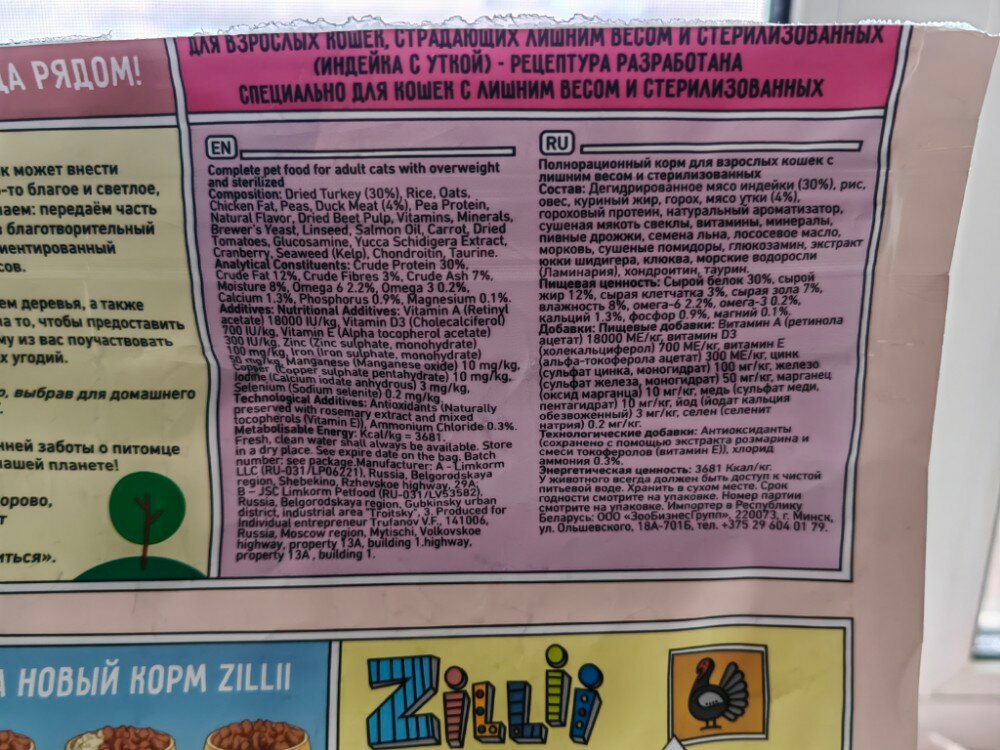 ДА РЯДОМ!
к может внести
-то благое и светлое,
аем: передаём часть
в благотворительный
иентированный
сов.
ем деревья, а также
на то, чтобы предоставить
му из вас поучаствовать
х угодий.
о, выбрав для домашнего
нней заботы о питомце
нашей планете!
орово,
т
иться».
ДЛЯ ВЗРОСЛЫХ КОШЕК, СТРАДАЮЩИХ ЛИШНИМ ВЕСОМ И СТЕРИЛИЗОВАННЫХ
(ИНДЕЙКА С УТКОЙ) - РЕЦЕПТУРА РАЗРАБОТАНА
СПЕЦИАЛЬНО ДЛЯ КОШЕК С ЛИШНИМ ВЕСОМ И СТЕРИЛИЗОВАННЫХ
EN
Complete pet food for adult cats with overweight
and sterilized
Composition: Dried Turkey (30%), Rice, Oats,
Chicken Fat, Peas, Duck Meat (4%), Pea Protein,
Natural Flavor, Dried Beet Pulp, Vitamins, Minerals,
Brewer's Yeast, Linseed, Salmon Oil, Carrot, Dried
Tomatoes, Glucosamine, Yucca Schidigera Extract,
Cranberry, Seaweed (Kelp), Chondroitin, Taurine.
Analytical Constituents: Crude Protein 30%,
Crude Fat 12%, Crude Fibres 3%, Crude Ash 7%,
Moisture 8%, Omega 6 2.2%, Omega 3 0.2%,
Calcium 1.3%, Phosphorus 0.9%, Magnesium 0.1%.
Additives: Nutritional Additives: Vitamin A (Retinyl
acetate) 18000 IU/kg, Vitamin D3 (Cholecalciferol)
700 IU/kg, Vitamin E (Alpha tocopherol acetate)
300 IU/kg, Zinc (Zinc sulphate, monohydrate)
100 mg/kg, Iron (Iron sulphate, monohydrate)
50 mg/kg, Manganese (Manganese oxide) 10 mg/kg,
Copper (Copper sulphate pentahydrate) 10 mg/kg,
Iodine (Calcium iodate anhydrous) 3 mg/kg,
Selenium (Sodium selenite) 0.2 mg/kg.
Technological Additives: Antioxidants (Naturally
preserved with rosemary extract and mixed
tocopherols (Vitamin E)), Ammonium Chloride 0.3%.
Metabolisable Energy: Kcal/kg = 3681.
Fresh, clean water shall always be available. Store
in a dry place. See expire date on the bag. Batch
number: see package.Manufacturer: A - Limkorm
LLC (RU-031/LP06221), Russia, Belgorodskaya
region, Shebekino, Rzhevskoe highway, 29A,
B – JSC Limkorm Petfood (RU-031/LV53582),
Russia, Belgorodskaya region, Gubkinsky urban
district, industrial area "Troitsky", 3. Produced for
Individual entrepreneur Trufanov V.F., 141006,
Russia, Moscow region, Mytischi, Volkovskoe
highway, property 13A, building 1.highway,
property 13A , building 1.
RU
Полнорационный корм для взрослых кошек с
лишним весом и стерилизованных
Состав: Дегидрированное мясо индейки (30%), рис,
овес, куриный жир, горох, мясо утки (4%),
гороховый протеин, натуральный ароматизатор,
сушеная мякоть свеклы, витамины, минералы,
пивные дрожжи, семена льна, лососевое масло,
морковь, сушеные помидоры, глюкозамин, экстракт
юкки шидигера, клюква, морские водоросли
(Ламинария), хондроитин, таурин.
Пищевая ценность: Сырой белок 30%, сырой
жир 12%, сырая клетчатка 3%, сырая зола 7%,
влажность 8%, омега-6 2.2%, омега-3 0.2%,
кальций 1.3%, фосфор 0.9%, магний 0.1%.
Добавки: Пищевые добавки: Витамин А (ретинола
ацетат) 18000 МЕ/кг, витамин D3
(холекальциферол) 700 МЕ/кг, витамин Е
(альфа-токоферола ацетат) 300 МЕ/кг, цинк
(сульфат цинка, моногидрат) 100 мг/кг, железо
(сульфат железа, моногидрат) 50 мг/кг, марганец
(оксид марганца) 10 мг/кг, медь (сульфат меди,
пентагидрат) 10 мг/кг, йод (йодат кальция
обезвоженный) 3 мг/кг, селен (селенит
натрия) 0.2 мг/кг.
Технологические добавки: Антиоксиданты
(сохранено с помощью экстракта розмарина и
смеси токоферолов (витамин Е)), хлорид
аммония 0.3%.
Энергетическая ценность: 3681 Ккал/кг.
У животного всегда должен быть доступ к чистой
питьевой воде. Хранить в сухом месте. Срок
годности смотрите на упаковке. Номер партии
смотрите на упаковке. Импортер в Республику
Беларусь: ООО «ЗооБизнесГрупп», 220073, г. Минск,
ул. Ольшевского, 18А-701Б, тел. +375 29 604 01 79.
А НОВЫЙ КОРМ ZILLII
ZiLLii